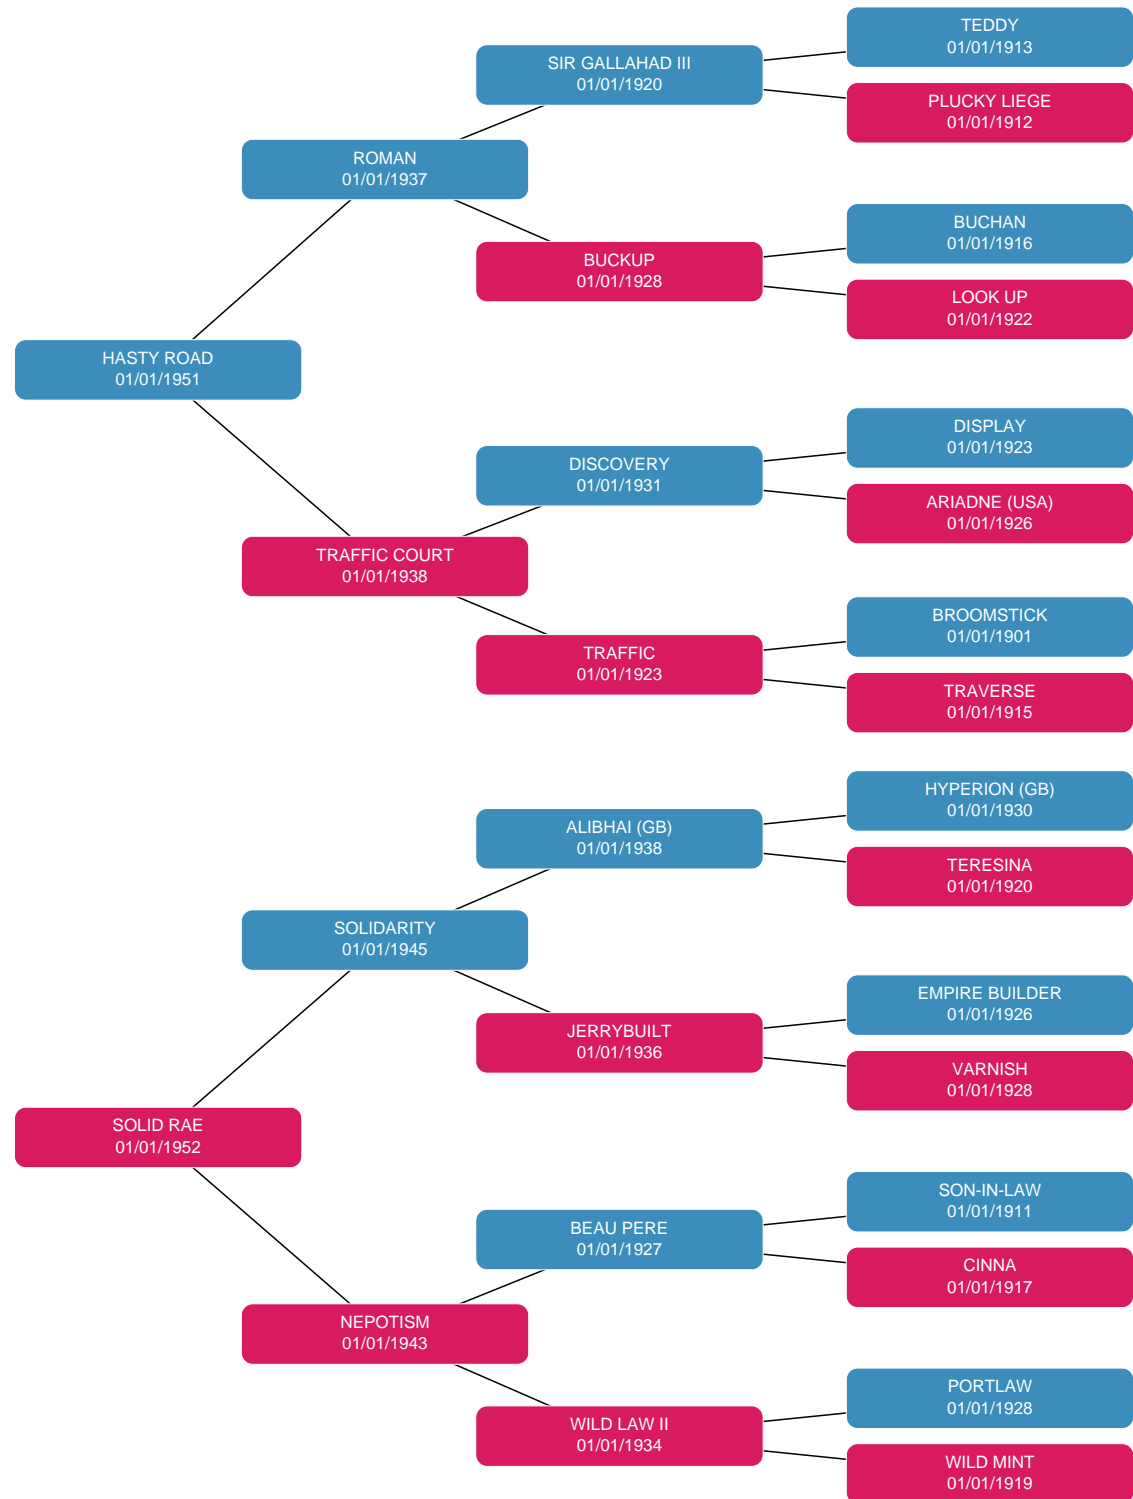 TEDDY
01/01/1913
SIR GALLAHAD III
01/01/1920
PLUCKY LIEGE
01/01/1912
ROMAN
01/01/1937
BUCHAN
01/01/1916
BUCKUP
01/01/1928
LOOK UP
01/01/1922
HASTY ROAD
01/01/1951
DISPLAY
01/01/1923
DISCOVERY
01/01/1931
ARIADNE (USA)
01/01/1926
TRAFFIC COURT
01/01/1938
BROOMSTICK
01/01/1901
TRAFFIC
01/01/1923
TRAVERSE
01/01/1915
HYPERION (GB)
01/01/1930
ALIBHAI (GB)
01/01/1938
TERESINA
01/01/1920
SOLIDARITY
01/01/1945
EMPIRE BUILDER
01/01/1926
JERRYBUILT
01/01/1936
VARNISH
01/01/1928
SOLID RAE
01/01/1952
SON-IN-LAW
01/01/1911
BEAU PERE
01/01/1927
CINNA
01/01/1917
NEPOTISM
01/01/1943
PORTLAW
01/01/1928
WILD LAW II
01/01/1934
WILD MINT
01/01/1919